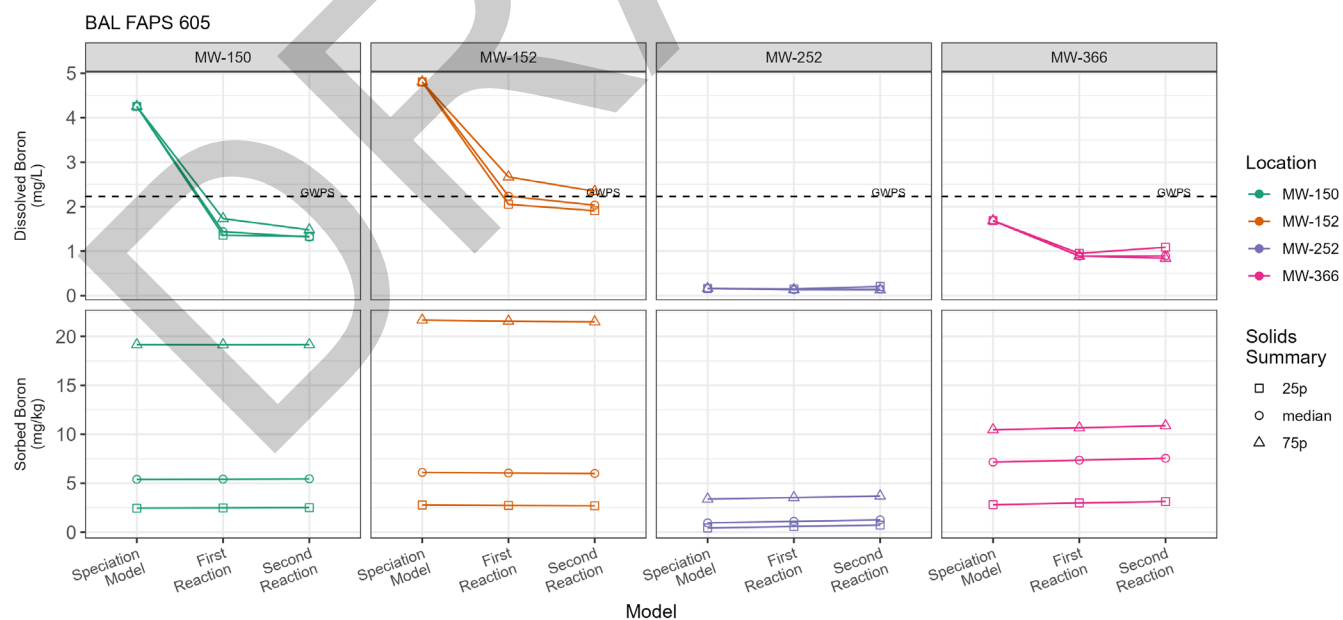 BAL FAPS 605
MW-150
MW-152
MW-252
MW-366
Dissolved Boron
(mg/L)
5
4
3
2
1
0
GWPS
GWPS
GWPS
GWPS
Sorbed Boron
(mg/kg)
20
15
10
5
0
Speciation
Model
First
Reaction
Second
Reaction
Speciation
Model
First
Reaction
Second
Reaction
Speciation
Model
First
Reaction
Second
Reaction
Speciation
Model
First
Reaction
Second
Reaction
Model
Location
MW-150
MW-152
MW-252
MW-366
Solids
Summary
25p
median
75p
DR